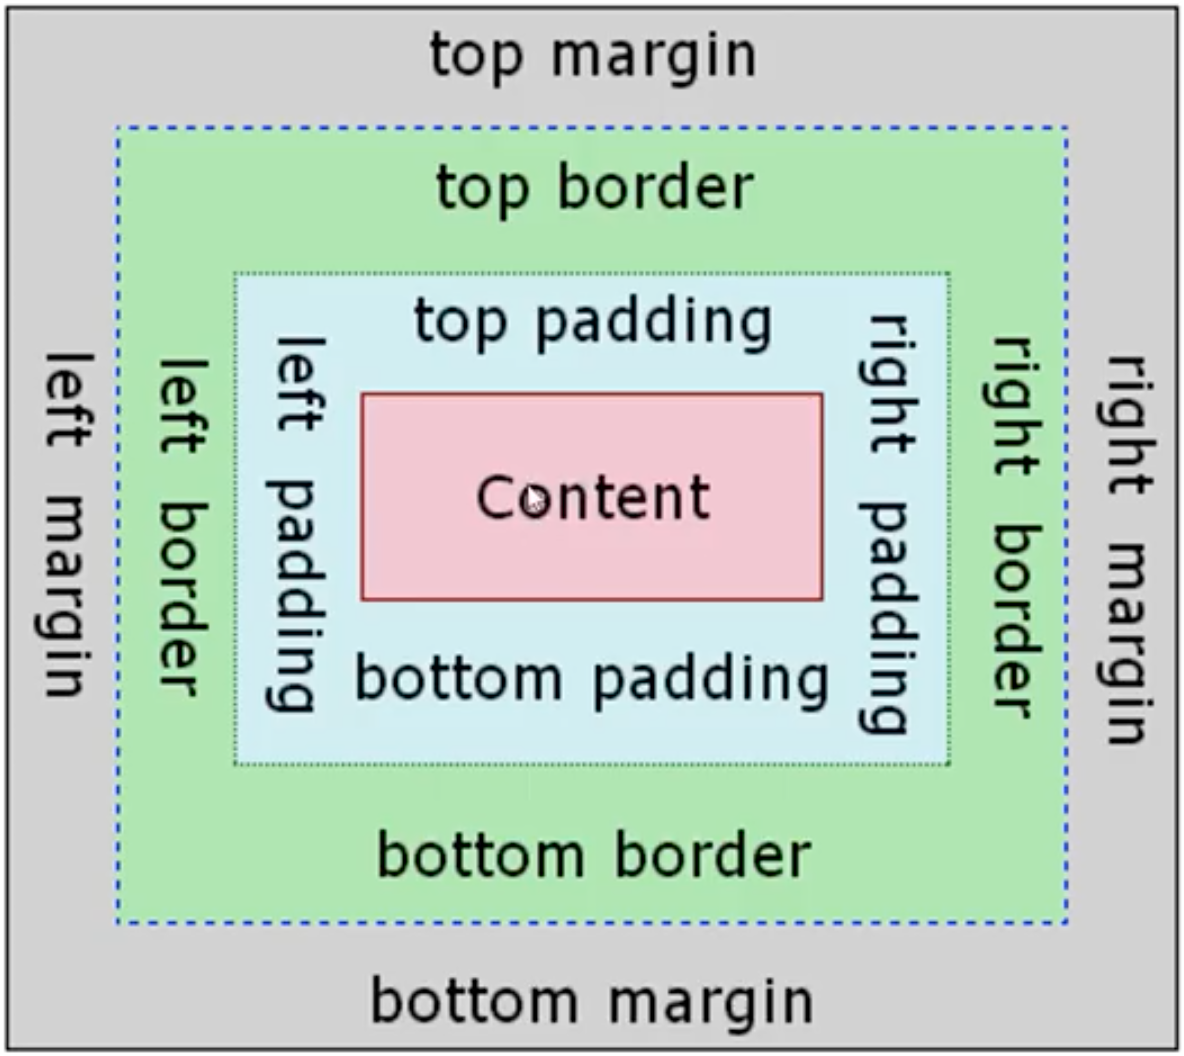 top margin
top border
top padding
left margin
left border
left padding
Content
right padding
right border
right margin
bottom padding
bottom border
bottom margin